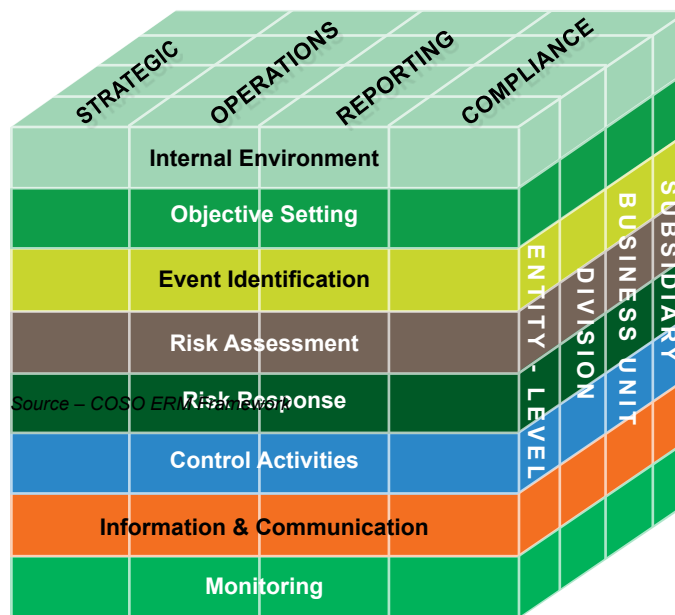 STRATEGIC
OPERATIONS
REPORTING
COMPLIANCE
Internal Environment
Objective Setting
Event Identification
Risk Assessment
Risk Response
Source – COSO ERM Framework
Control Activities
Information & Communication
Monitoring
ENTITY - LEVEL
DIVISION
BUSINESS UNIT
SUBSIDIARY